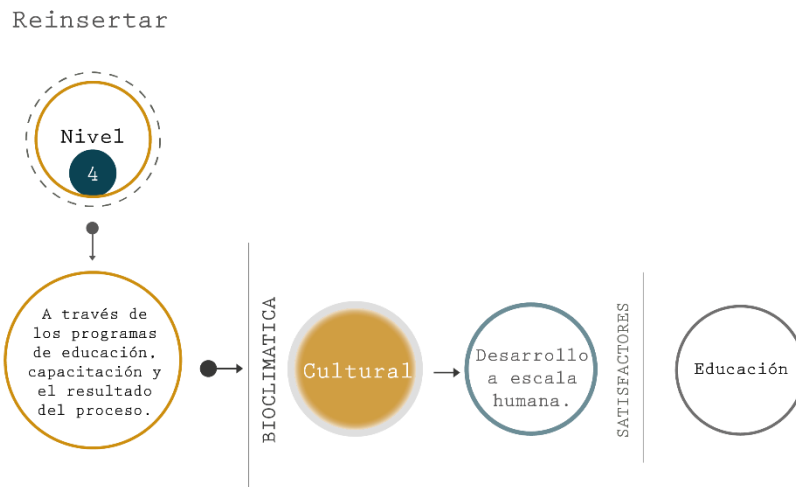 Reinsertar
Nivel
4
A través de
los programas
de educación,
capacitación y
el resultado
del proceso.
BIOCLIMATICA
Cultural
Desarrollo
a escala
humana.
SATISFACTORES
Educación